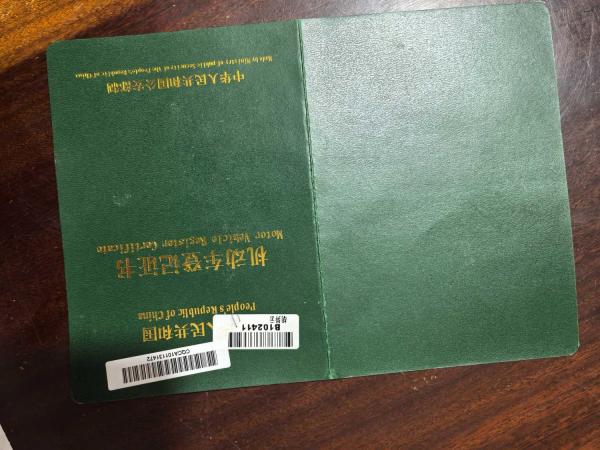 人民共和国
People's Republic of China
机动车登记证书
Motor Vehicle Register Certificate
中华人民共和国公安部制
Made by Ministry of public Security of the People's Republic of China
B102411
CQCA10131472